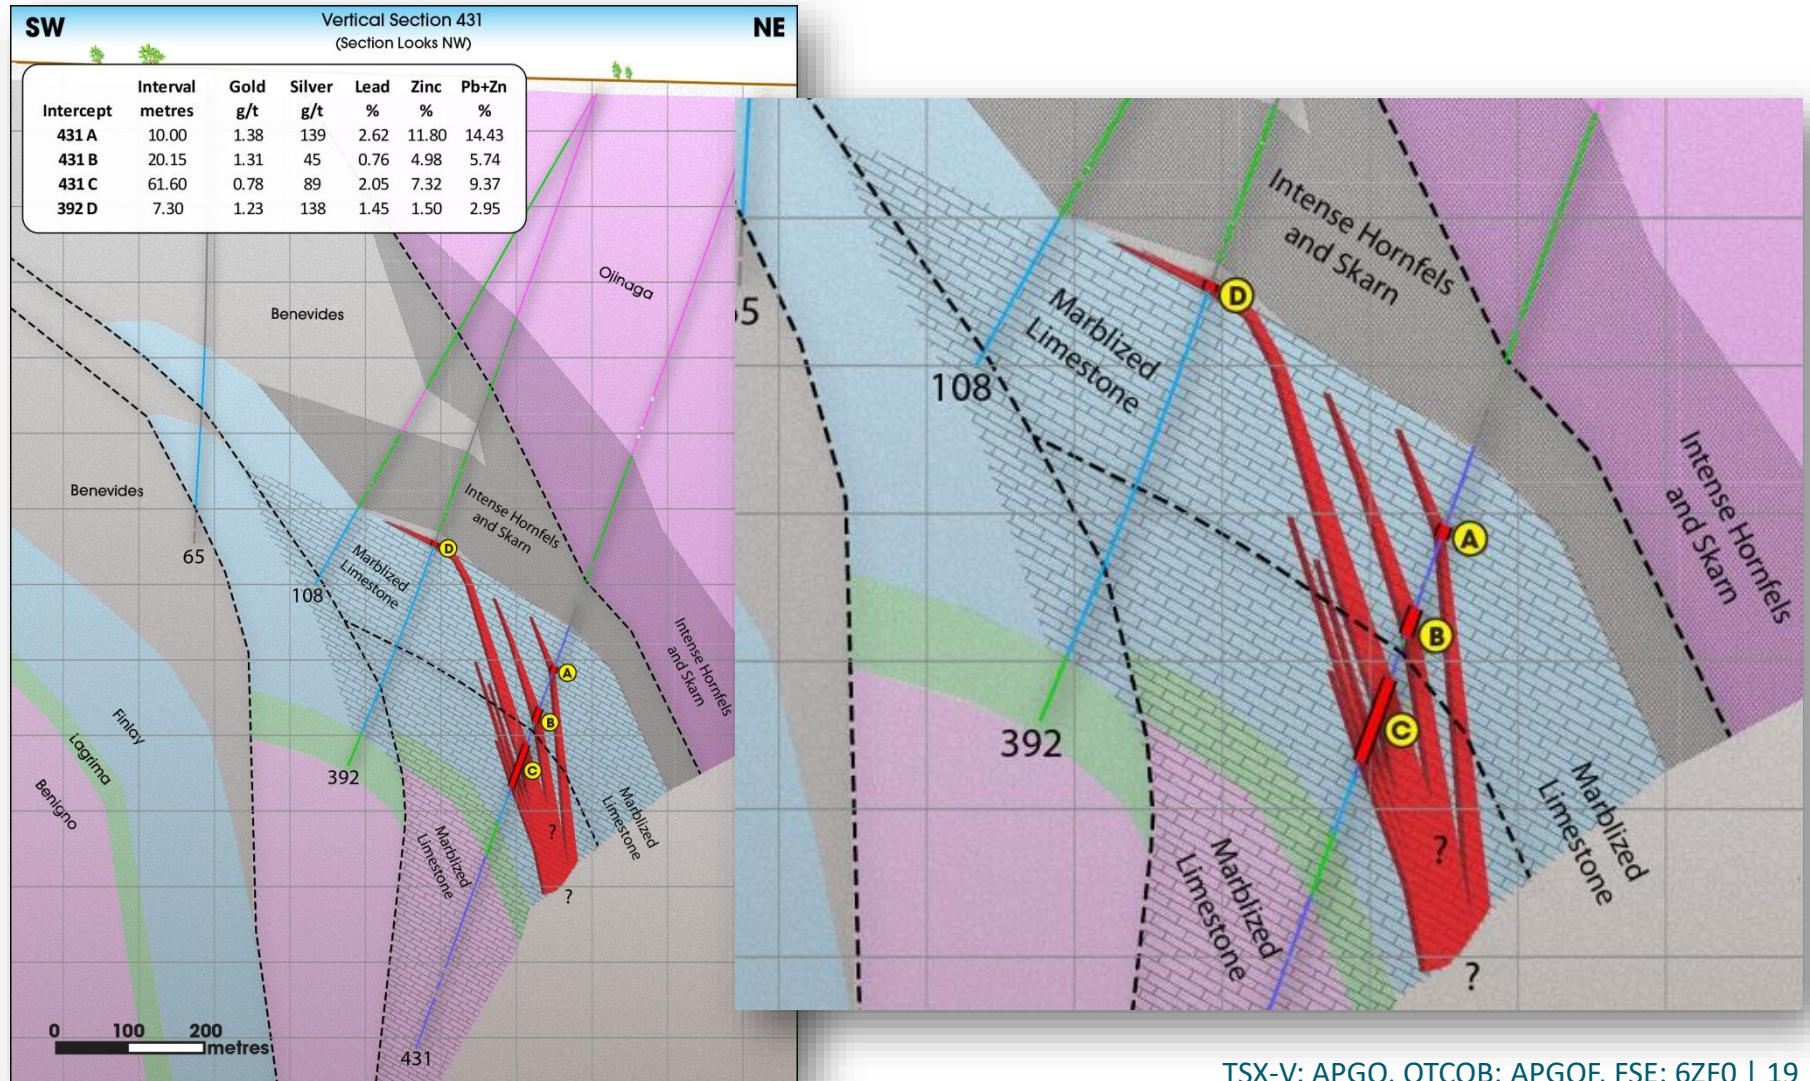 SW
Vertical Section 431
(Section Looks NW)
NE
Intercept Interval metres Gold g/t Silver g/t Lead % Zinc % Pb+Zn %
431 A 10.00 1.38 139 2.62 11.80 14.43
431 B 20.15 1.31 45 0.76 4.98 5.74
431 C 61.60 0.78 89 2.05 7.32 9.37
392 D 7.30 1.23 138 1.45 1.50 2.95
Ojinaga
Benevides
Benevides
65
Intense Hornfels
and Skarn
D
Marblized
Limestone
108
Intense Hornfels
and Skarn
A
B
C
Finlay
Lagrima
Benigno
392
Marblized
Limestone
Marblized
Limestone
?
?
431
0 100 200
metres
Intense Hornfels
and Skarn
D
65
Marblized
Limestone
108
Intense Hornfels
and Skarn
A
B
C
392
Marblized
Limestone
Marblized
Limestone
?
?
TSX-V: APGO, OTCQB: APGOF, FSE: 6ZF0 | 19